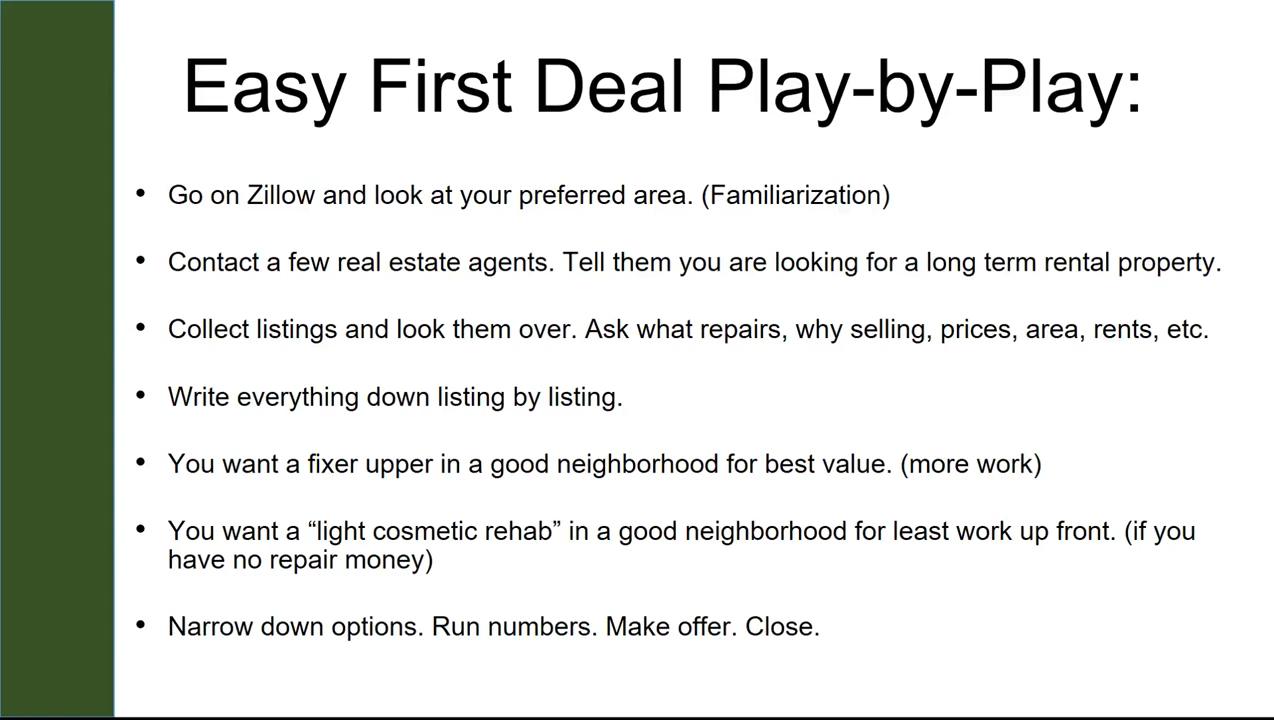 Easy First Deal Play-by-Play:
• Go on Zillow and look at your preferred area. (Familiarization)
• Contact a few real estate agents. Tell them you are looking for a long term rental property.
• Collect listings and look them over. Ask what repairs, why selling, prices, area, rents, etc.
• Write everything down listing by listing.
• You want a fixer upper in a good neighborhood for best value. (more work)
• You want a “light cosmetic rehab” in a good neighborhood for least work up front. (if you
have no repair money)
• Narrow down options. Run numbers. Make offer. Close.